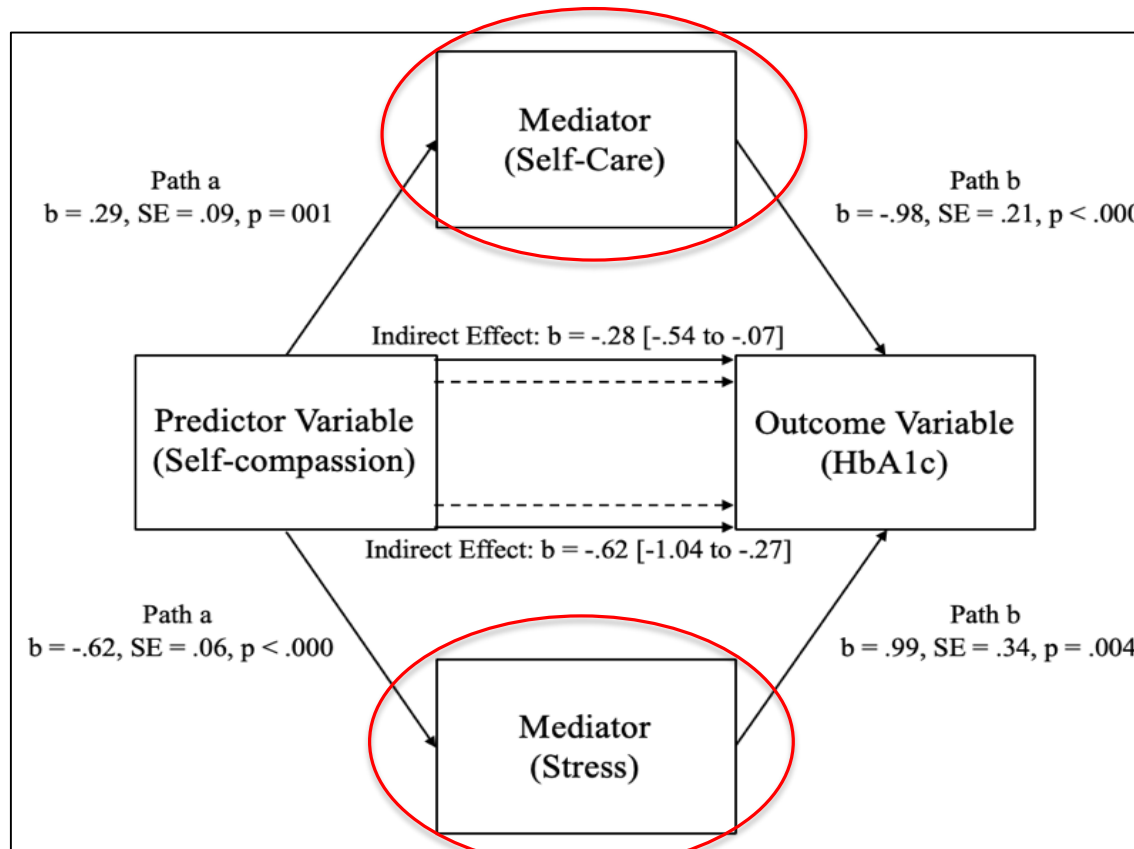 Mediator
(Self-Care)
Path a
b = .29, SE = .09, p = 001
Path b
b = -.98, SE = .21, p < .000
Indirect Effect: b = -.28 [-.54 to -.07]
Predictor Variable
(Self-compassion)
Outcome Variable
(HbA1c)
Indirect Effect: b = -.62 [-1.04 to -.27]
Path a
b = -.62, SE = .06, p < .000
Path b
b = .99, SE = .34, p = .004
Mediator
(Stress)